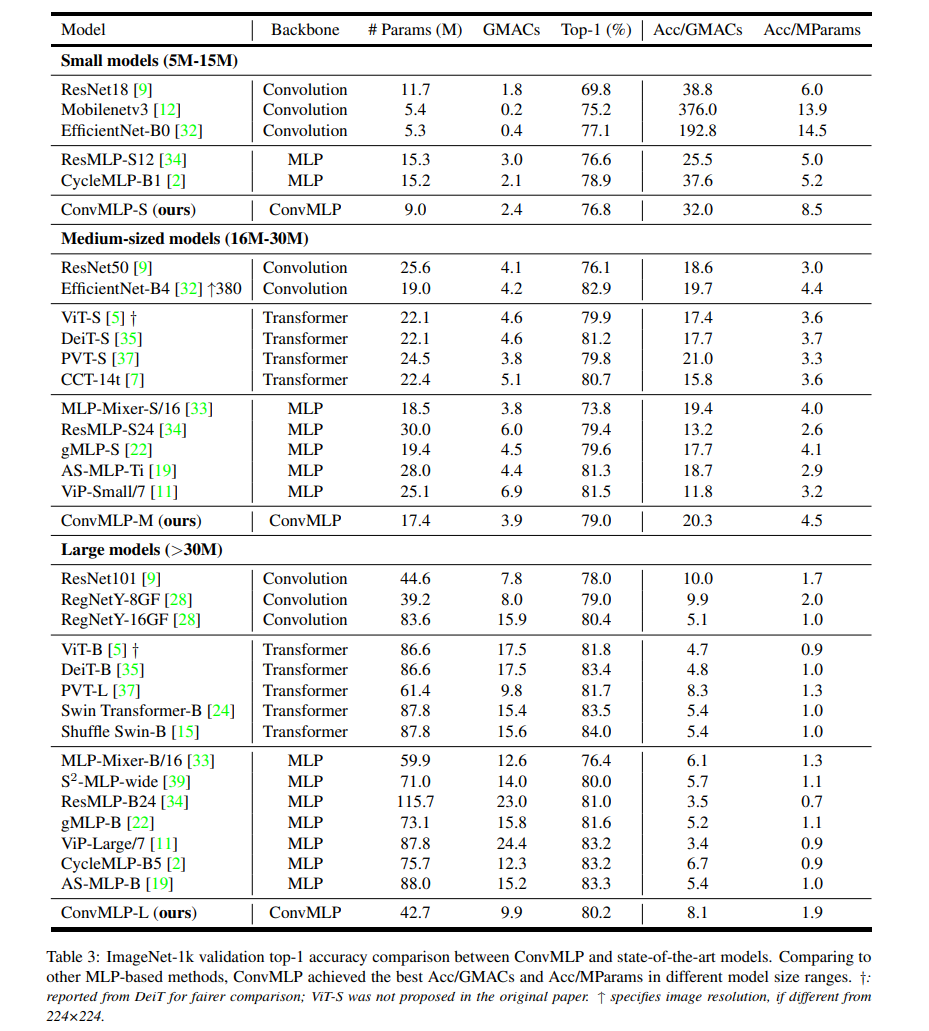 Model Backbone # Params (M) GMACs Top-1 (%) Acc/GMACs Acc/MParams
Small models (5M-15M)
ResNet18 [9] Convolution 11.7 1.8 69.8 38.8 6.0
Mobilenetv3 [12] Convolution 5.4 0.2 75.2 376.0 13.9
EfficientNet-B0 [32] Convolution 5.3 0.4 77.1 192.8 14.5
ResMLP-S12 [34] MLP 15.3 3.0 76.6 25.5 5.0
CycleMLP-B1 [2] MLP 15.2 2.1 78.9 37.6 5.2
ConvMLP-S (ours) ConvMLP 9.0 2.4 76.8 32.0 8.5
Medium-sized models (16M-30M)
ResNet50 [9] Convolution 25.6 4.1 76.1 18.6 3.0
EfficientNet-B4 [32] ↑380 Convolution 19.0 4.2 82.9 19.7 4.4
ViT-S [5] † Transformer 22.1 4.6 79.9 17.4 3.6
DeiT-S [35] Transformer 22.1 4.6 81.2 17.7 3.7
PVT-S [37] Transformer 24.5 3.8 79.8 21.0 3.3
CCT-14t [7] Transformer 22.4 5.1 80.7 15.8 3.6
MLP-Mixer-S/16 [33] MLP 18.5 3.8 73.8 19.4 4.0
ResMLP-S24 [34] MLP 30.0 6.0 79.4 13.2 2.6
gMLP-S [22] MLP 19.4 4.5 79.6 17.7 4.1
AS-MLP-Ti [19] MLP 28.0 4.4 81.3 18.7 2.9
ViP-Small/7 [11] MLP 25.1 6.9 81.5 11.8 3.2
ConvMLP-M (ours) ConvMLP 17.4 3.9 79.0 20.3 4.5
Large models (>30M)
ResNet101 [9] Convolution 44.6 7.8 78.0 10.0 1.7
RegNetY-8GF [28] Convolution 39.2 8.0 79.0 9.9 2.0
RegNetY-16GF [28] Convolution 83.6 15.9 80.4 5.1 1.0
ViT-B [5] † Transformer 86.6 17.5 81.8 4.7 0.9
DeiT-B [35] Transformer 86.6 17.5 83.4 4.8 1.0
PVT-L [37] Transformer 61.4 9.8 81.7 8.3 1.3
Swin Transformer-B [24] Transformer 87.8 15.4 83.5 5.4 1.0
Shuffle Swin-B [15] Transformer 87.8 15.6 84.0 5.4 1.0
MLP-Mixer-B/16 [33] MLP 59.9 12.6 76.4 6.1 1.3
S²-MLP-wide [39] MLP 71.0 14.0 80.0 5.7 1.1
ResMLP-B24 [34] MLP 115.7 23.0 81.0 3.5 0.7
gMLP-B [22] MLP 73.1 15.8 81.6 5.2 1.1
ViP-Large/7 [11] MLP 87.8 24.4 83.2 3.4 0.9
CycleMLP-B5 [2] MLP 75.7 12.3 83.2 6.7 0.9
AS-MLP-B [19] MLP 88.0 15.2 83.3 5.4 1.0
ConvMLP-L (ours) ConvMLP 42.7 9.9 80.2 8.1 1.9
Table 3: ImageNet-1k validation top-1 accuracy comparison between ConvMLP and state-of-the-art models. Comparing to
other MLP-based methods, ConvMLP achieved the best Acc/GMACs and Acc/MParams in different model size ranges. †:
reported from DeiT for fairer comparison; ViT-S was not proposed in the original paper. ↑ specifies image resolution, if different from
224×224.